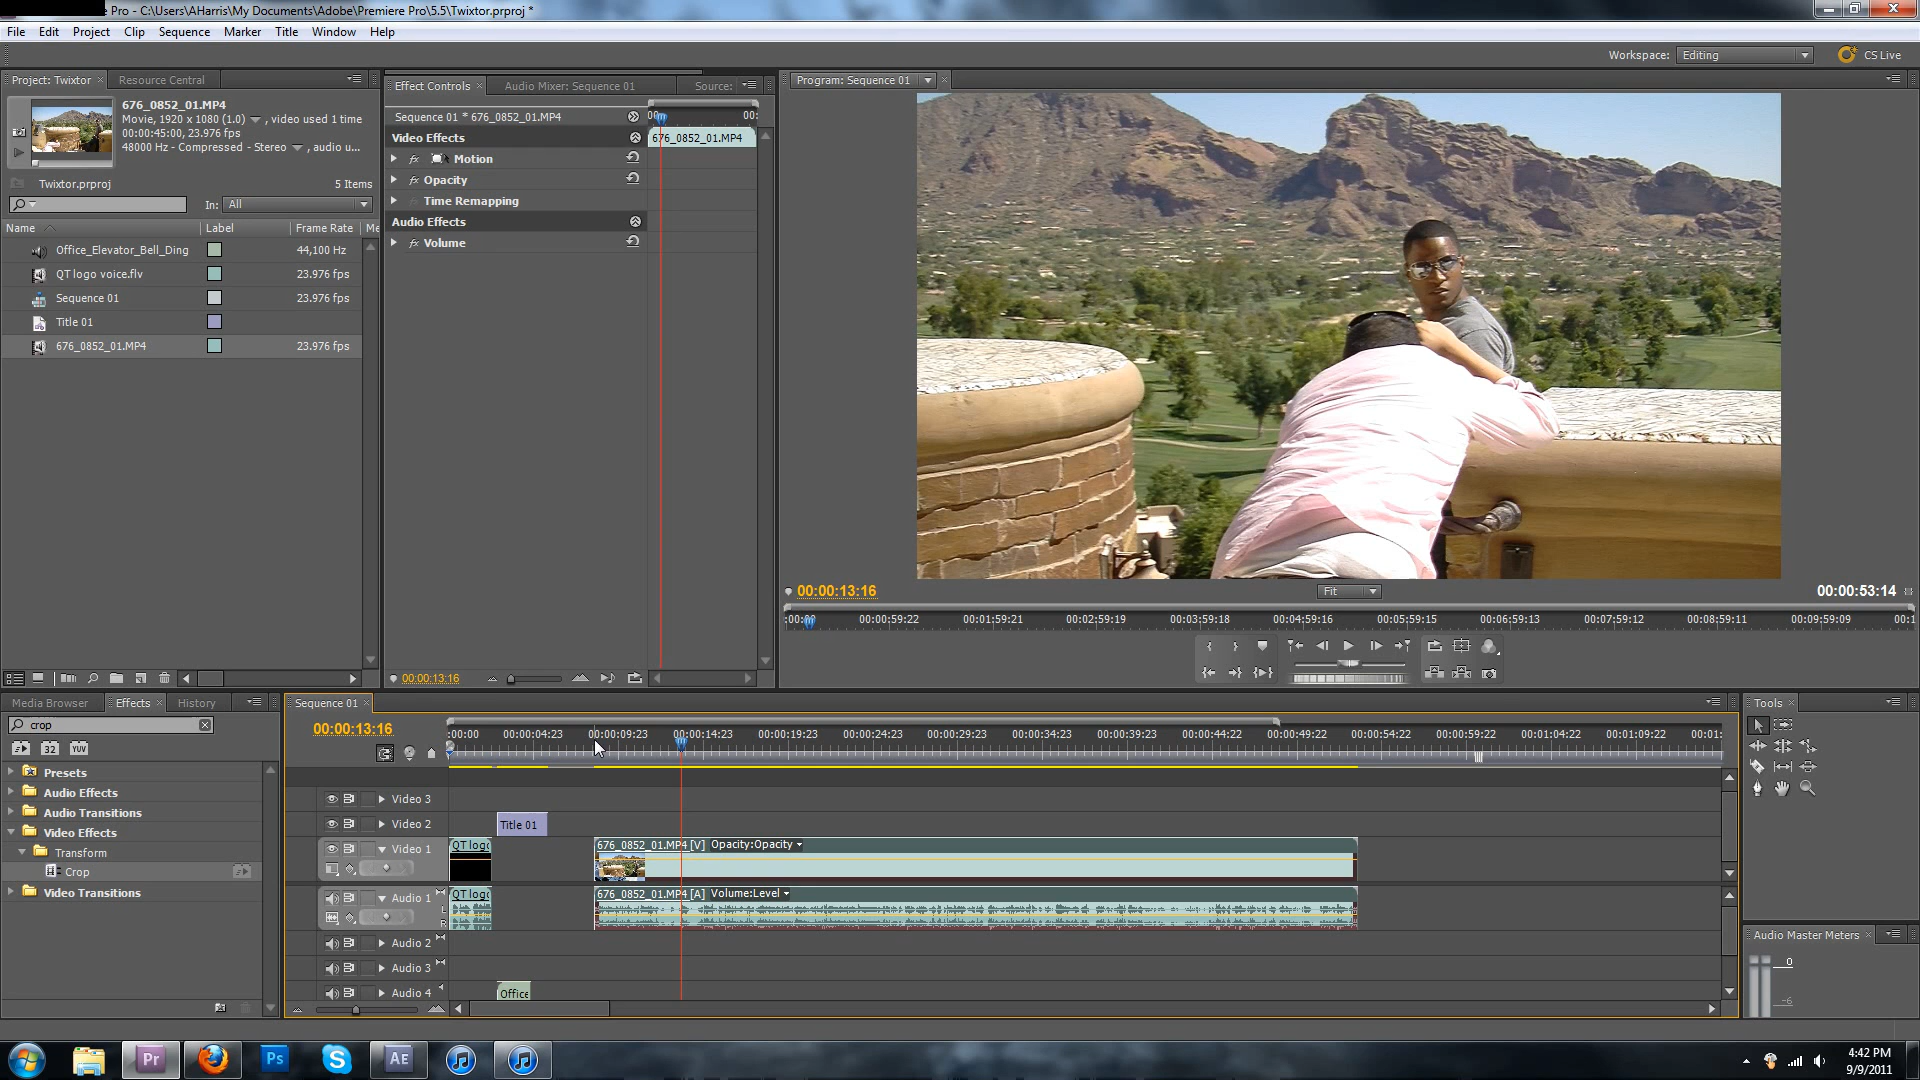 Pro - C:\Users\AHarris\My Documents\Adobe\Premiere Pro\5.5\Twixtor.prproj *
File Edit Project Clip Sequence Marker Title Window Help
Workspace: Editing CS Live
Project: Twixtor Resource Central
676_0852_01.MP4
Movie, 1920 x 1080 (1.0) , video used 1 time
00:00:45:00, 23.976 fps
48000 Hz - Compressed - Stereo , audio u...
Twixtor.prproj 5 Items
In: All
Name Label Frame Rate Me
Office_Elevator_Bell_Ding 44,100 Hz
QT logo voice.flv 23.976 fps
Sequence 01 23.976 fps
Title 01
676_0852_01.MP4 23.976 fps
Effect Controls Audio Mixer: Sequence 01 Source:
Sequence 01 * 676_0852_01.MP4 00: 00:
Video Effects 676_0852_01.MP4
fx Motion
fx Opacity
fx Time Remapping
Audio Effects
fx Volume
00:00:13:16
Program: Sequence 01
00:00:13:16 Fit 00:00:53:14
:00:00 00:00:59:22 00:01:59:21 00:02:59:19 00:03:59:18 00:04:59:16 00:05:59:15 00:06:59:13 00:07:59:12 00:08:59:11 00:09:59:09 00:1
Media Browser Effects History
crop
32 YUV
Presets
Audio Effects
Audio Transitions
Video Effects
Transform
Crop
Video Transitions
Sequence 01
00:00:13:16
:00:00 00:00:04:23 00:00:09:23 00:00:14:23 00:00:19:23 00:00:24:23 00:00:29:23 00:00:34:23 00:00:39:23 00:00:44:22 00:00:49:22 00:00:54:22 00:00:59:22 00:01:04:22 00:01:09:22 00:01:
Video 3
Video 2 Title 01
Video 1 QT logo 676_0852_01.MP4 [V] Opacity:Opacity
Audio 1 QT logo 676_0852_01.MP4 [A] Volume:Level
L
R
Audio 2
Audio 3
Audio 4 Office
Tools
Audio Master Meters
0
-6
Pr Ps S AE
4:42 PM
9/9/2011